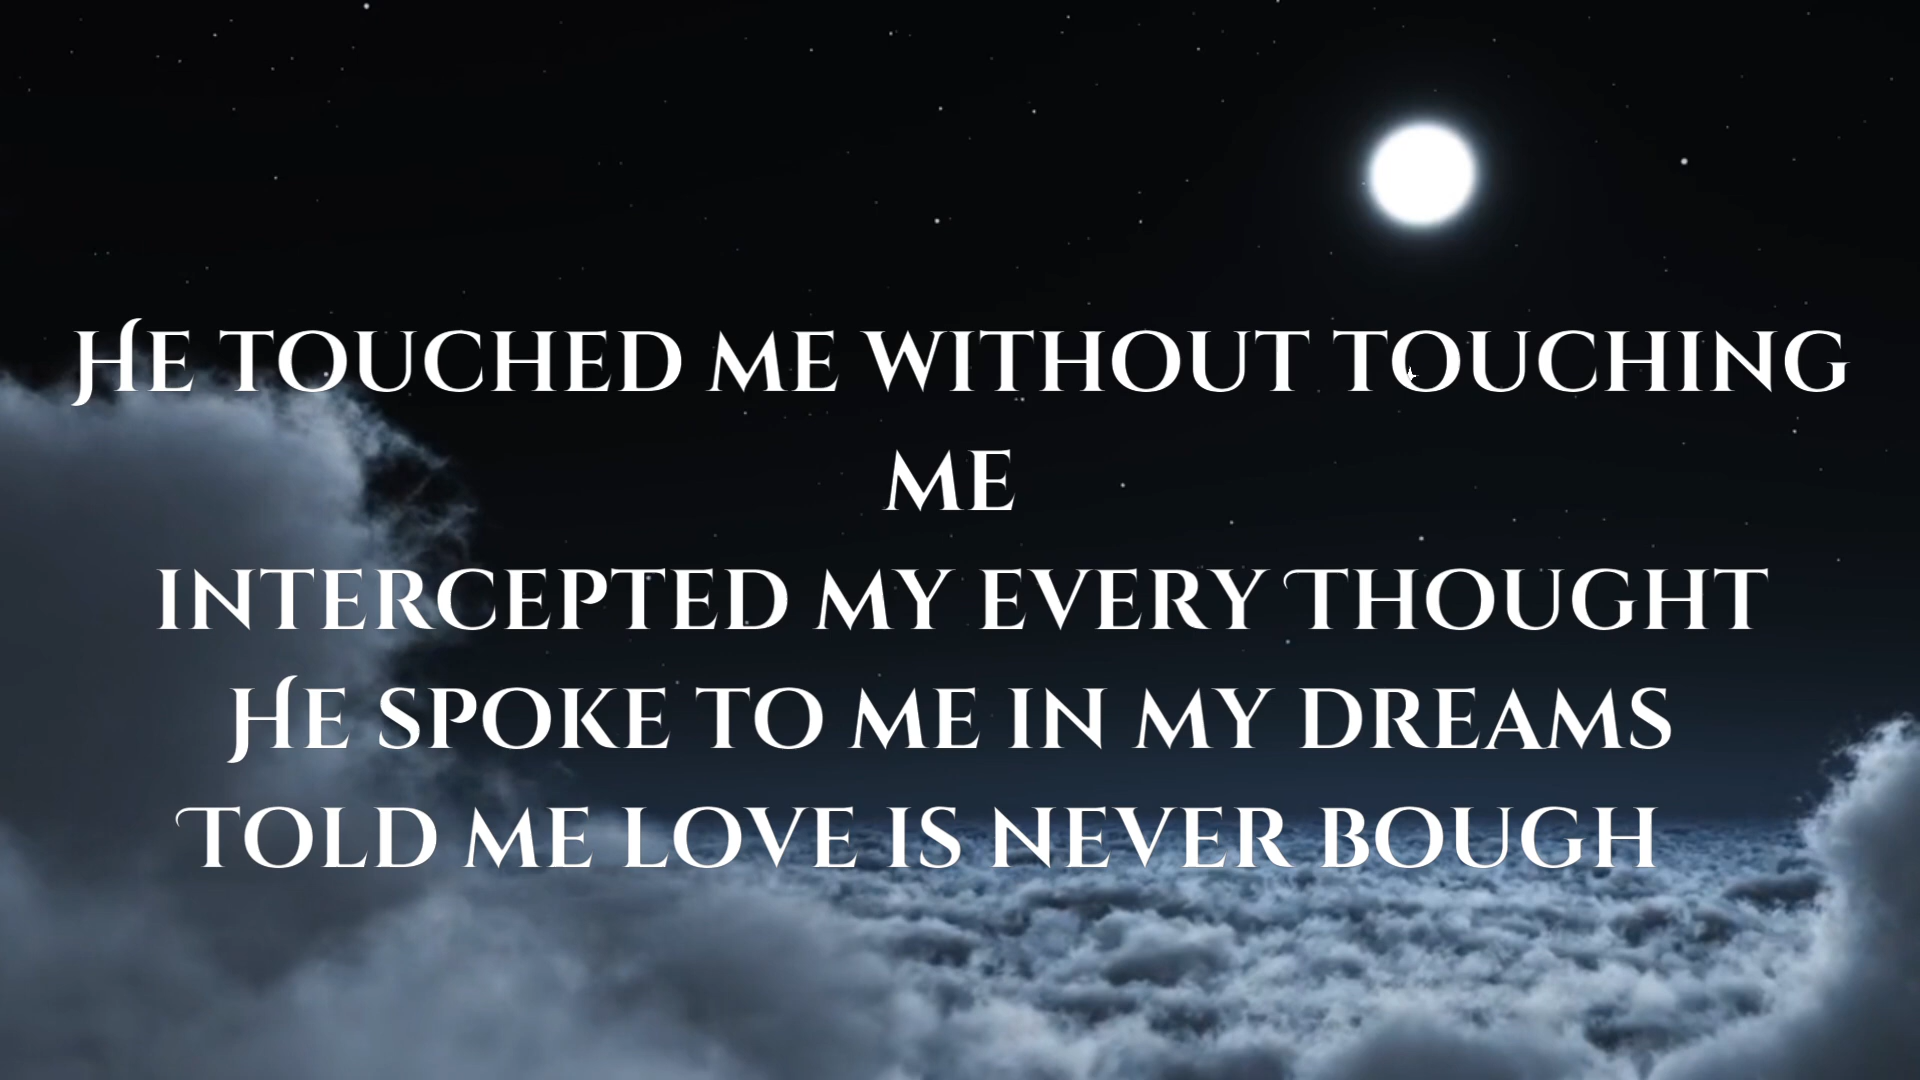 He touched me without touching
me
intercepted my every Thought
He spoke to me in my dreams
Told me love is never bough